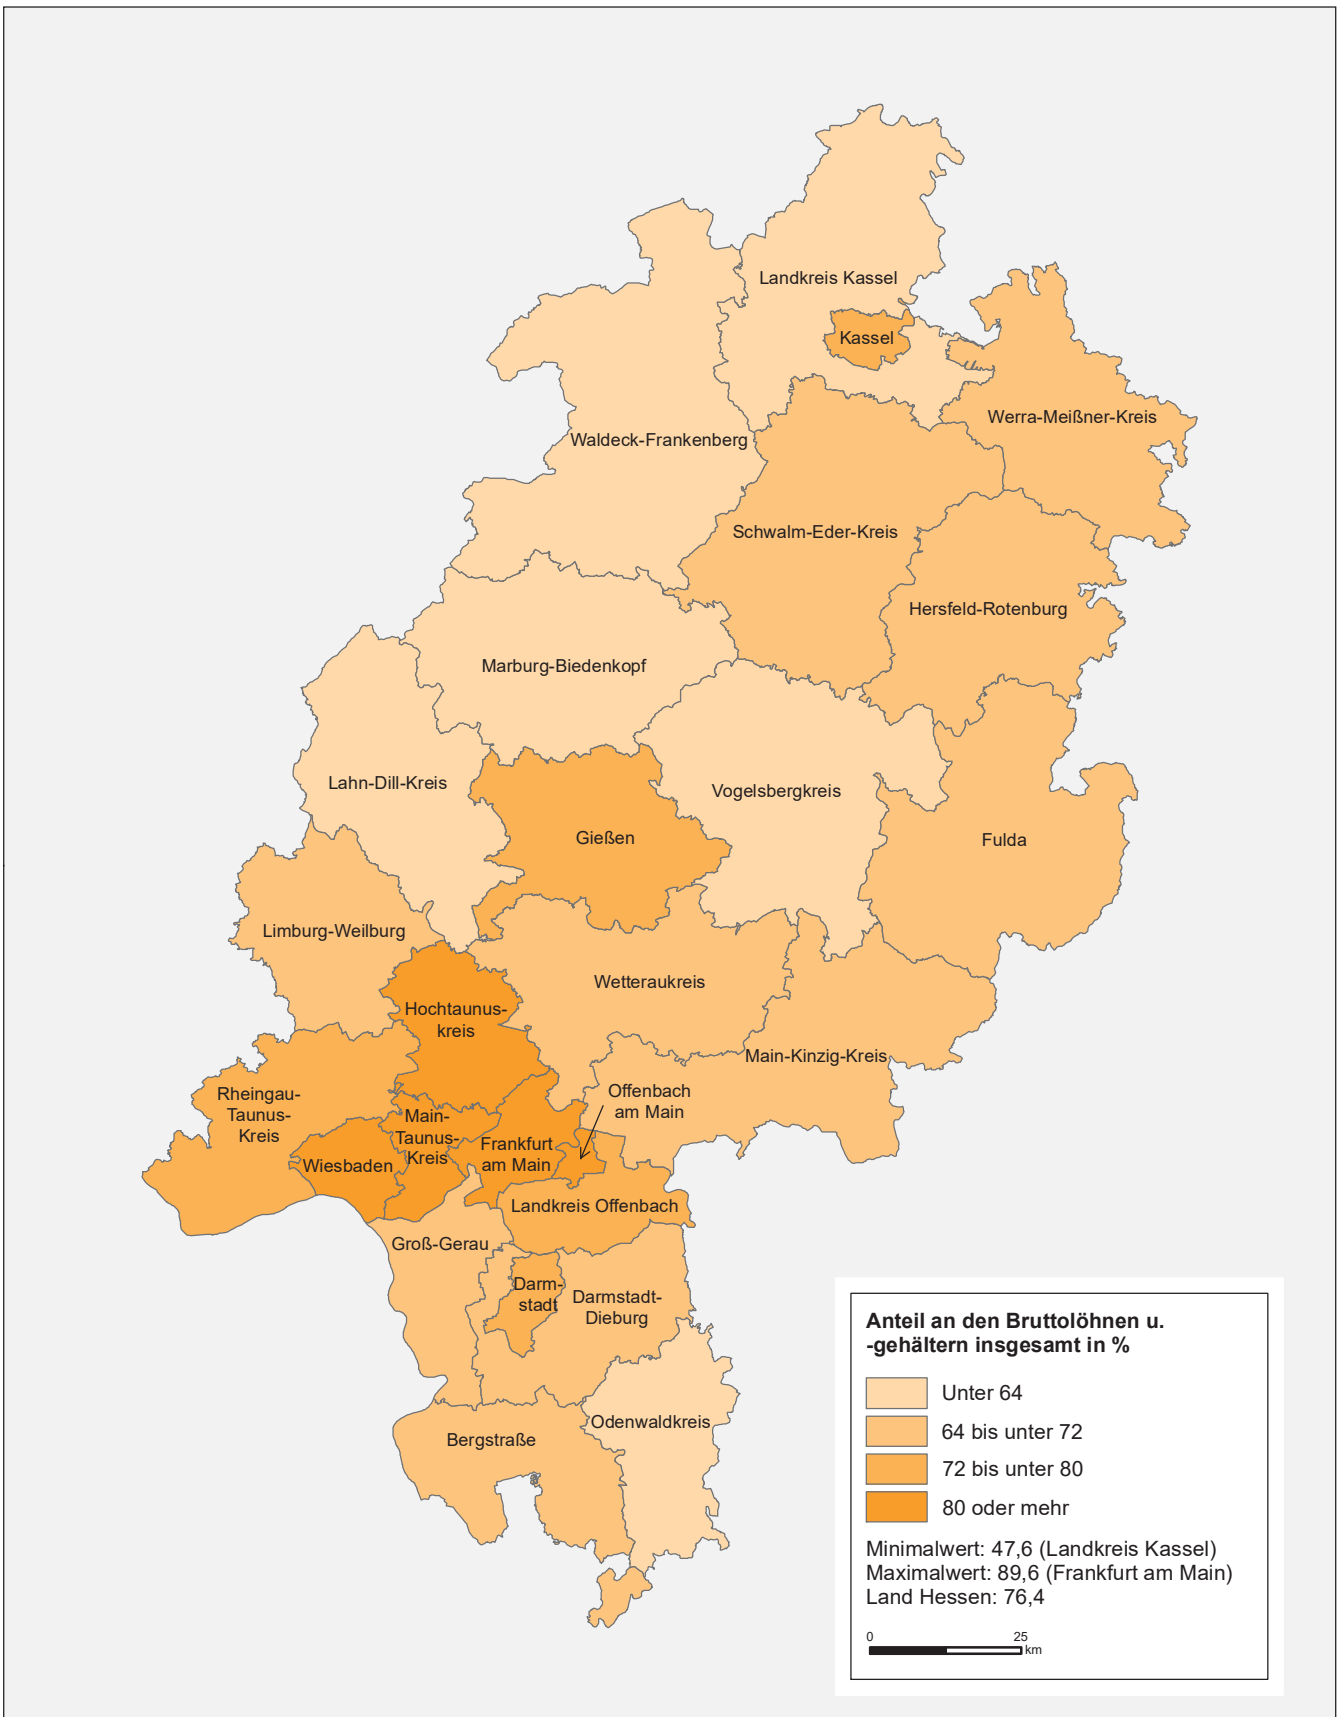 Landkreis Kassel
Kassel
Werra-Meißner-Kreis
Waldeck-Frankenberg
Schwalm-Eder-Kreis
Hersfeld-Rotenburg
Marburg-Biedenkopf
Lahn-Dill-Kreis
Vogelsbergkreis
Gießen
Fulda
Limburg-Weilburg
Wetteraukreis
Hochtaunus-
kreis
Main-Kinzig-Kreis
Rheingau-
Taunus-
Kreis
Offenbach
am Main
Main-
Taunus-
Kreis
Frankfurt
am Main
Wiesbaden
Landkreis Offenbach
Groß-Gerau
Darm-
stadt
Darmstadt-
Dieburg
Odenwaldkreis
Bergstraße
Anteil an den Bruttolöhnen u.
-gehältern insgesamt in %
Unter 64
64 bis unter 72
72 bis unter 80
80 oder mehr
Minimalwert: 47,6 (Landkreis Kassel)
Maximalwert: 89,6 (Frankfurt am Main)
Land Hessen: 76,4
0 25
km